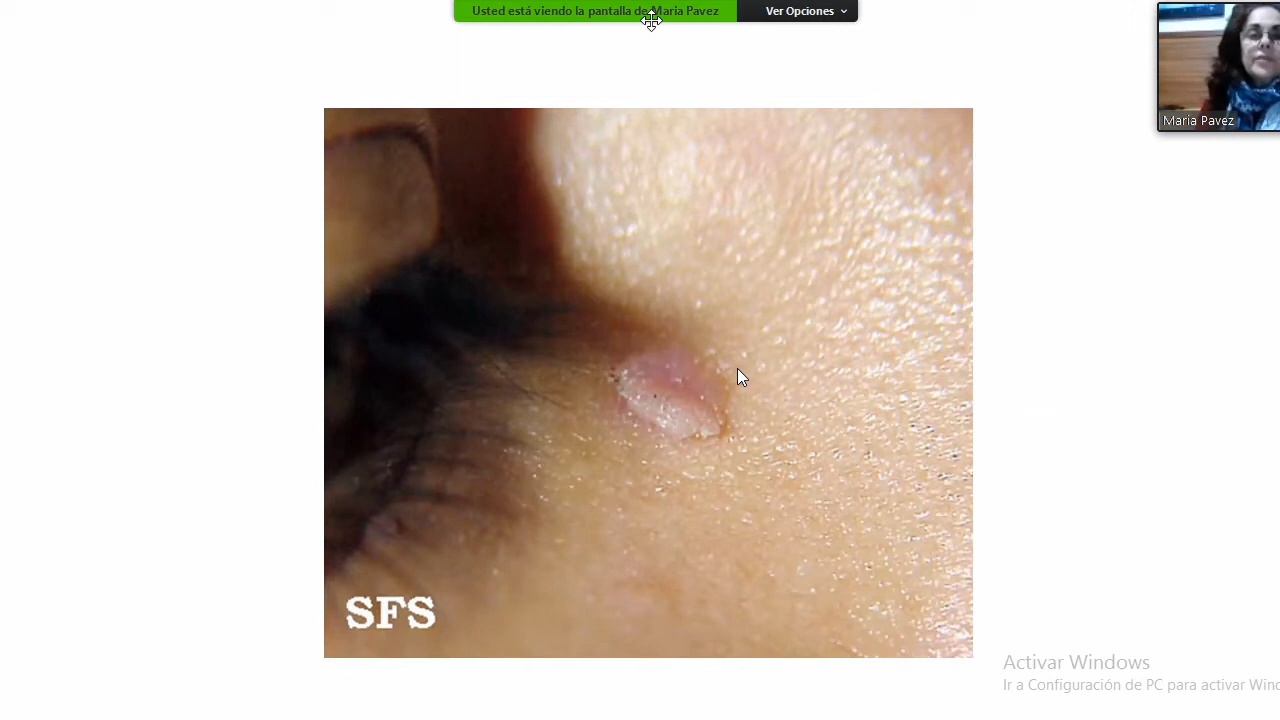 Usted está viendo la pantalla de Maria Pavez
Ver Opciones
Maria Pavez
SFS
Activar Windows
Ir a Configuración de PC para activar Wind